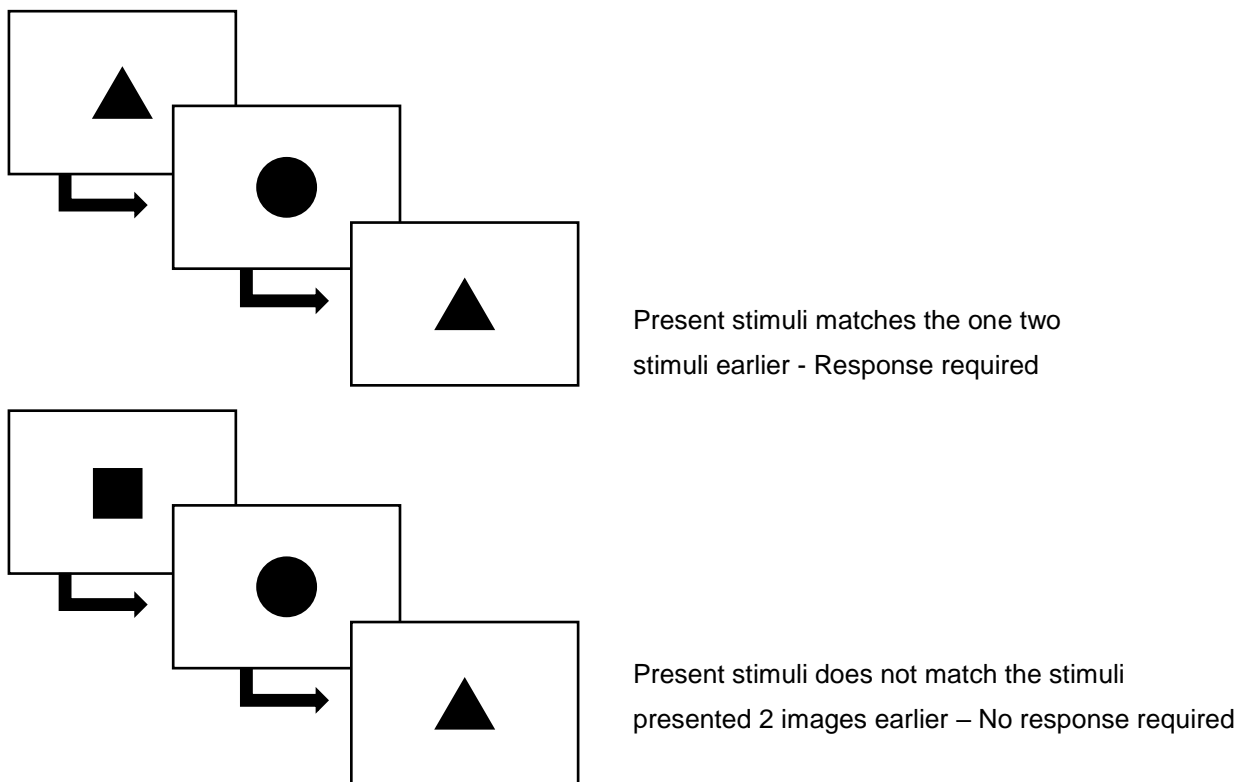 Present stimuli matches the one two
stimuli earlier - Response required
Present stimuli does not match the stimuli
presented 2 images earlier – No response required